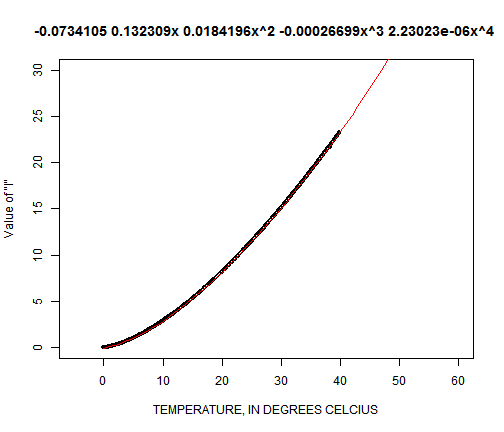 -0.0734105 0.132309x 0.0184196x^2 -0.00026699x^3 2.23023e-06x^4
30
25
20
15
10
5
0
Value of "I"
0 10 20 30 40 50 60
TEMPERATURE, IN DEGREES CELCIUS